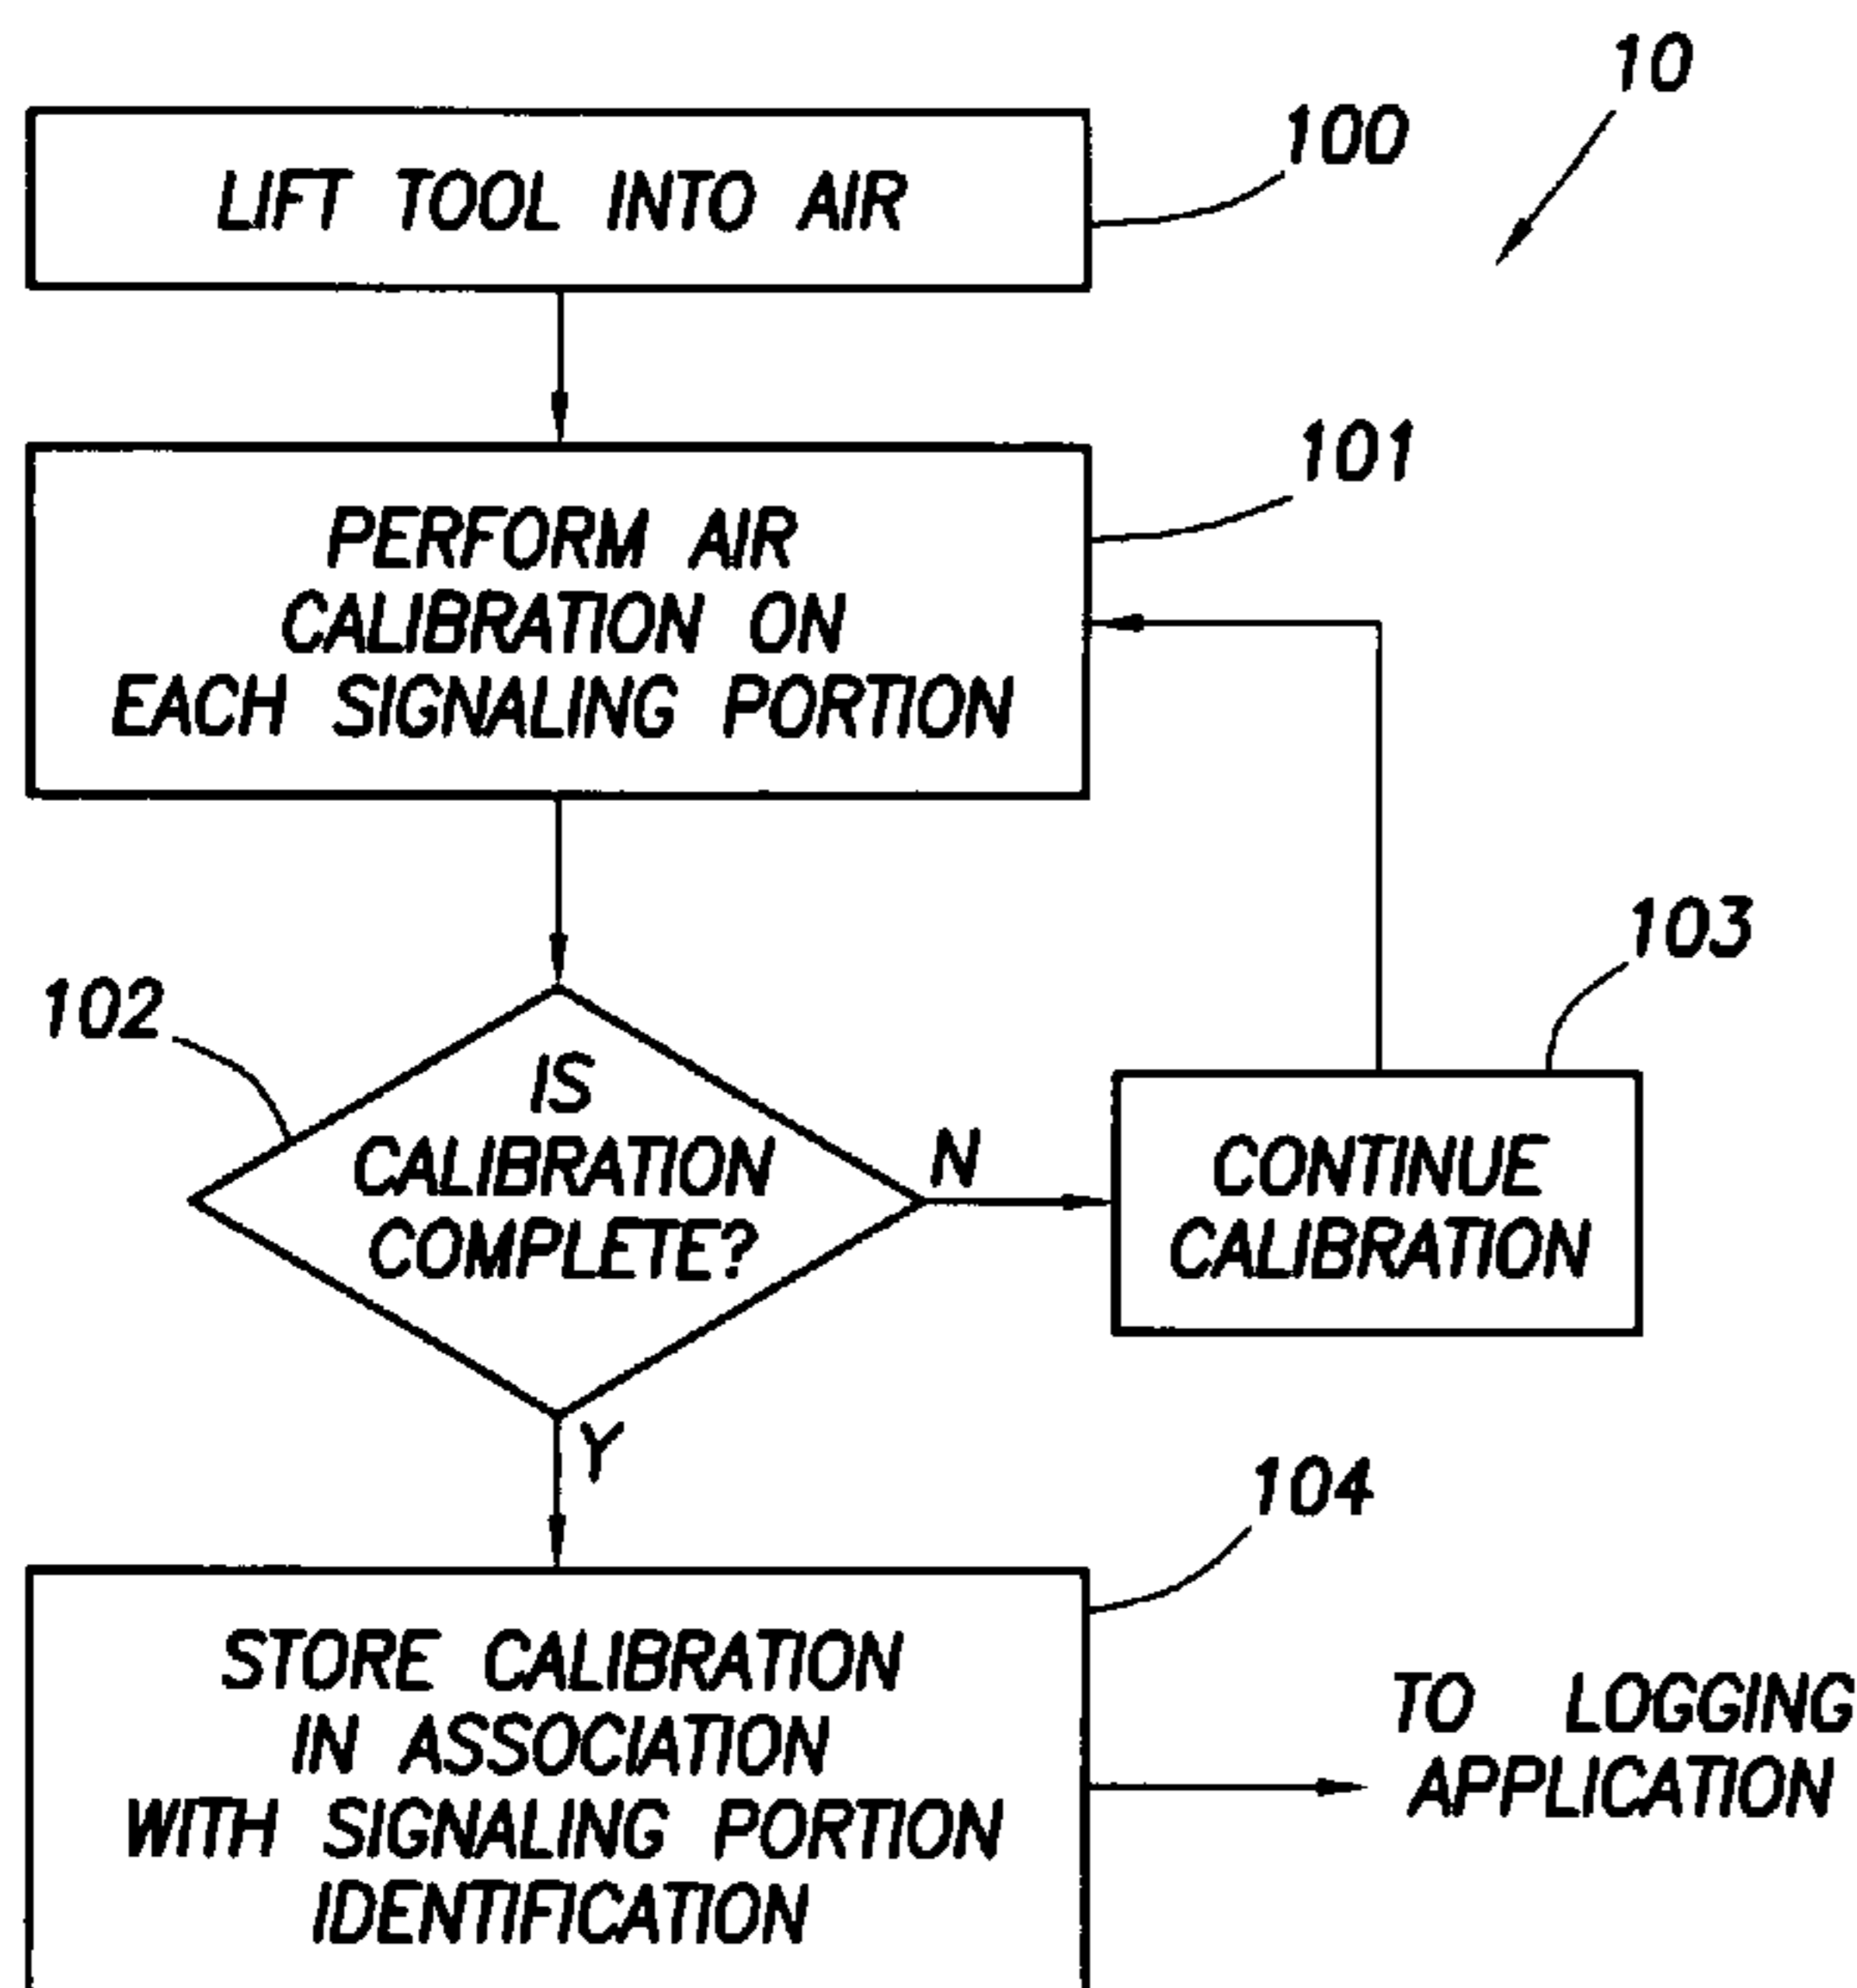 10
100
LIFT TOOL INTO AIR
101
PERFORM AIR
CALIBRATION ON
EACH SIGNALING PORTION
102
IS
CALIBRATION
COMPLETE?
N
103
CONTINUE
CALIBRATION
Y
104
STORE CALIBRATION
IN ASSOCIATION
WITH SIGNALING PORTION
IDENTIFICATION
TO LOGGING
APPLICATION